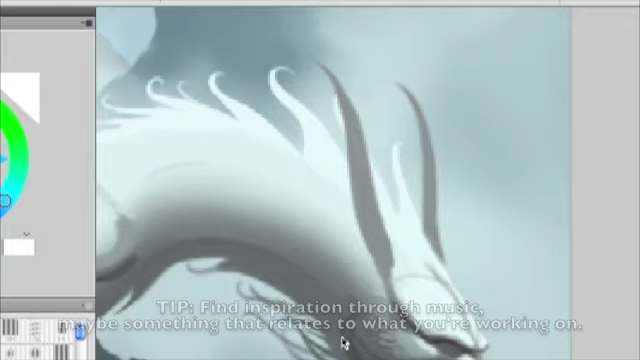 TIP: Find inspiration through music,
maybe something that relates to what you're working on.